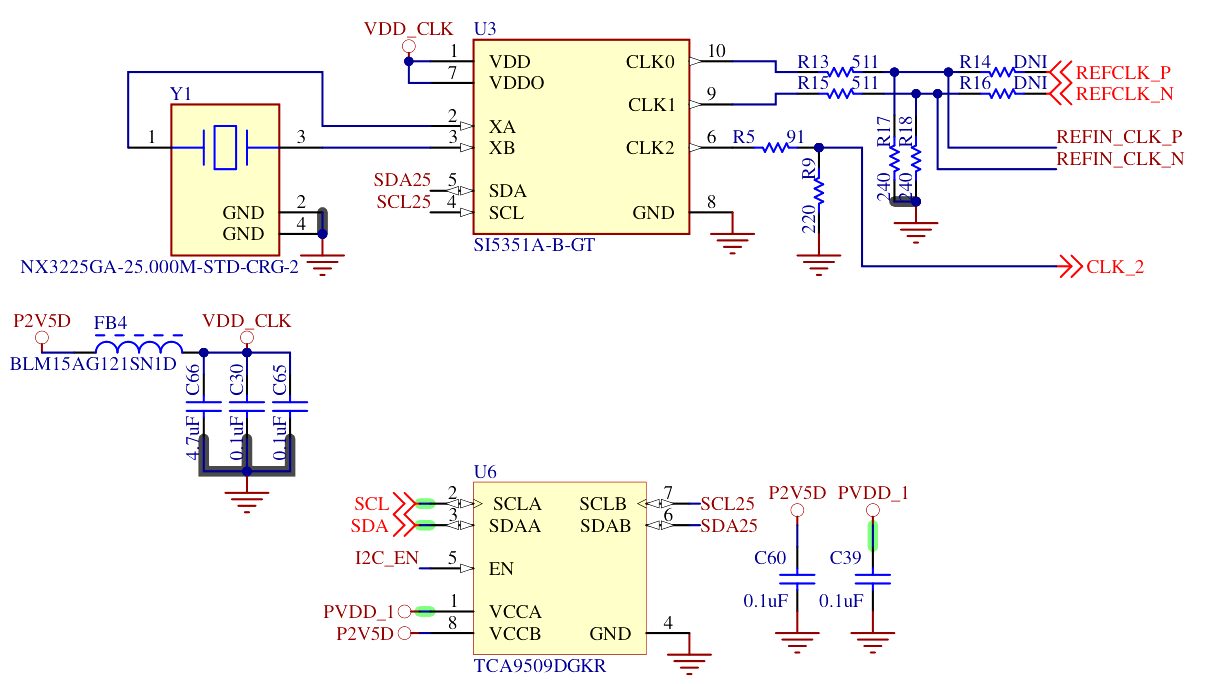 VDD_CLK
U3
1 VDD
7 VDDO
2 XA
3 XB
SDA25 5 SDA
SCL25 4 SCL
CLK0 10
CLK1 9
CLK2 6
GND 8
SI5351A-B-GT
Y1
1
3
GND 2
GND 4
NX3225GA-25.000M-STD-CRG-2
R13 511
R15 511
R14 DNI
R16 DNI
REFCLK_P
REFCLK_N
R5 91
R9
220
R17
240
R18
240
REFIN_CLK_P
REFIN_CLK_N
CLK_2
P2V5D
FB4
BLM15AG121SN1D
VDD_CLK
C66
4.7uF
C30
0.1uF
C65
0.1uF
U6
SCL 2 SCLA
SDA 3 SDAA
I2C_EN 5 EN
PVDD_1 1 VCCA
P2V5D 8 VCCB
SCLB 7 SCL25
SDAB 6 SDA25
GND 4
TCA9509DGKR
P2V5D
C60
0.1uF
PVDD_1
C39
0.1uF